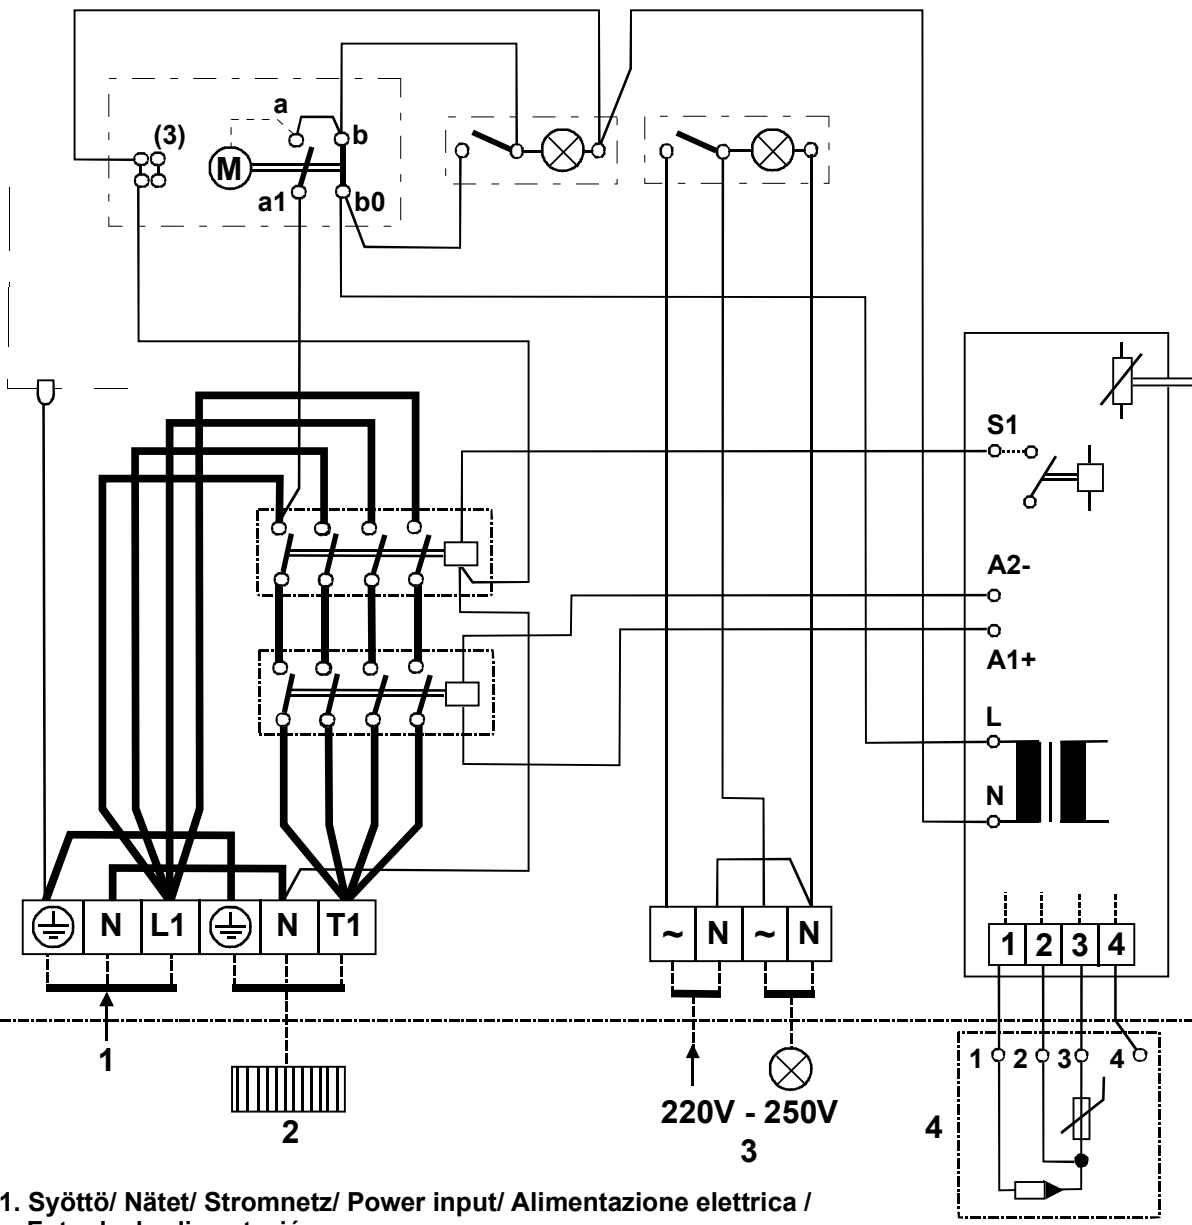 a
(3)
b
M
a1
b0
S1
A2-
A1+
L
N
N L1 N T1
~ N ~ N
1 2 3 4
1
2
220V - 250V
3
1 2 3 4
4
1. Syöttö/ Nätet/ Stromnetz/ Power input/ Alimentazione elettrica /